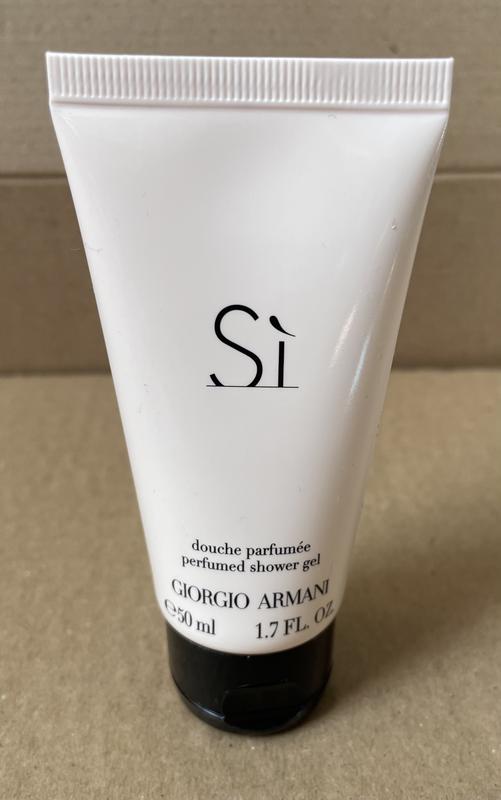 Sì
douche parfumée
perfumed shower gel
GIORGIO ARMANI
℮50 ml 1.7 FL. OZ.